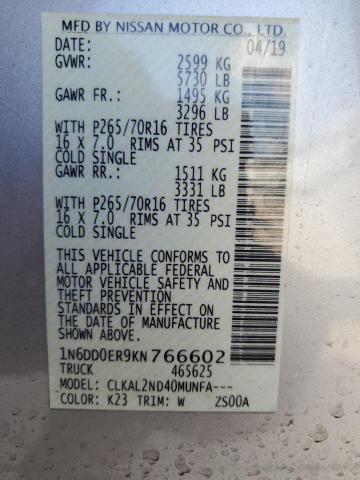 MFD BY NISSAN MOTOR CO., LTD.
DATE: 04/19
GVWR: 2599 KG
5730 LB
GAWR FR.: 1495 KG
3296 LB
WITH P265/70R16 TIRES
16 X 7.0 RIMS AT 35 PSI
COLD SINGLE
GAWR RR.: 1511 KG
3331 LB
WITH P265/70R16 TIRES
16 X 7.0 RIMS AT 35 PSI
COLD SINGLE
THIS VEHICLE CONFORMS TO
ALL APPLICABLE FEDERAL
MOTOR VEHICLE SAFETY AND
THEFT PREVENTION
STANDARDS IN EFFECT ON
THE DATE OF MANUFACTURE
SHOWN ABOVE.
1N6DD0ER9KN766602
TRUCK 465625
MODEL: CLKAL2ND40MUNFA---
COLOR: K23 TRIM: W ZS00A